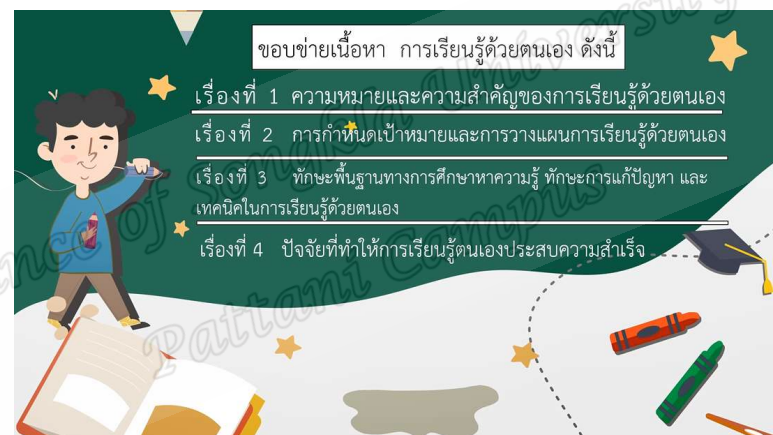 ขอบข่ายเนื้อหา การเรียนรู้ด้วยตนเอง ดังนี้
เรื่องที่ 1 ความหมายและความสำคัญของการเรียนรู้ด้วยตนเอง
เรื่องที่ 2 การกำหนดเป้าหมายและการวางแผนการเรียนรู้ด้วยตนเอง
เรื่องที่ 3 ทักษะพื้นฐานทางการศึกษาหาความรู้ ทักษะการแก้ปัญหา และ
เทคนิคในการเรียนรู้ด้วยตนเอง
เรื่องที่ 4 ปัจจัยที่ทำให้การเรียนรู้ตนเองประสบความสำเร็จ
of Songkla University
Pattani Campus